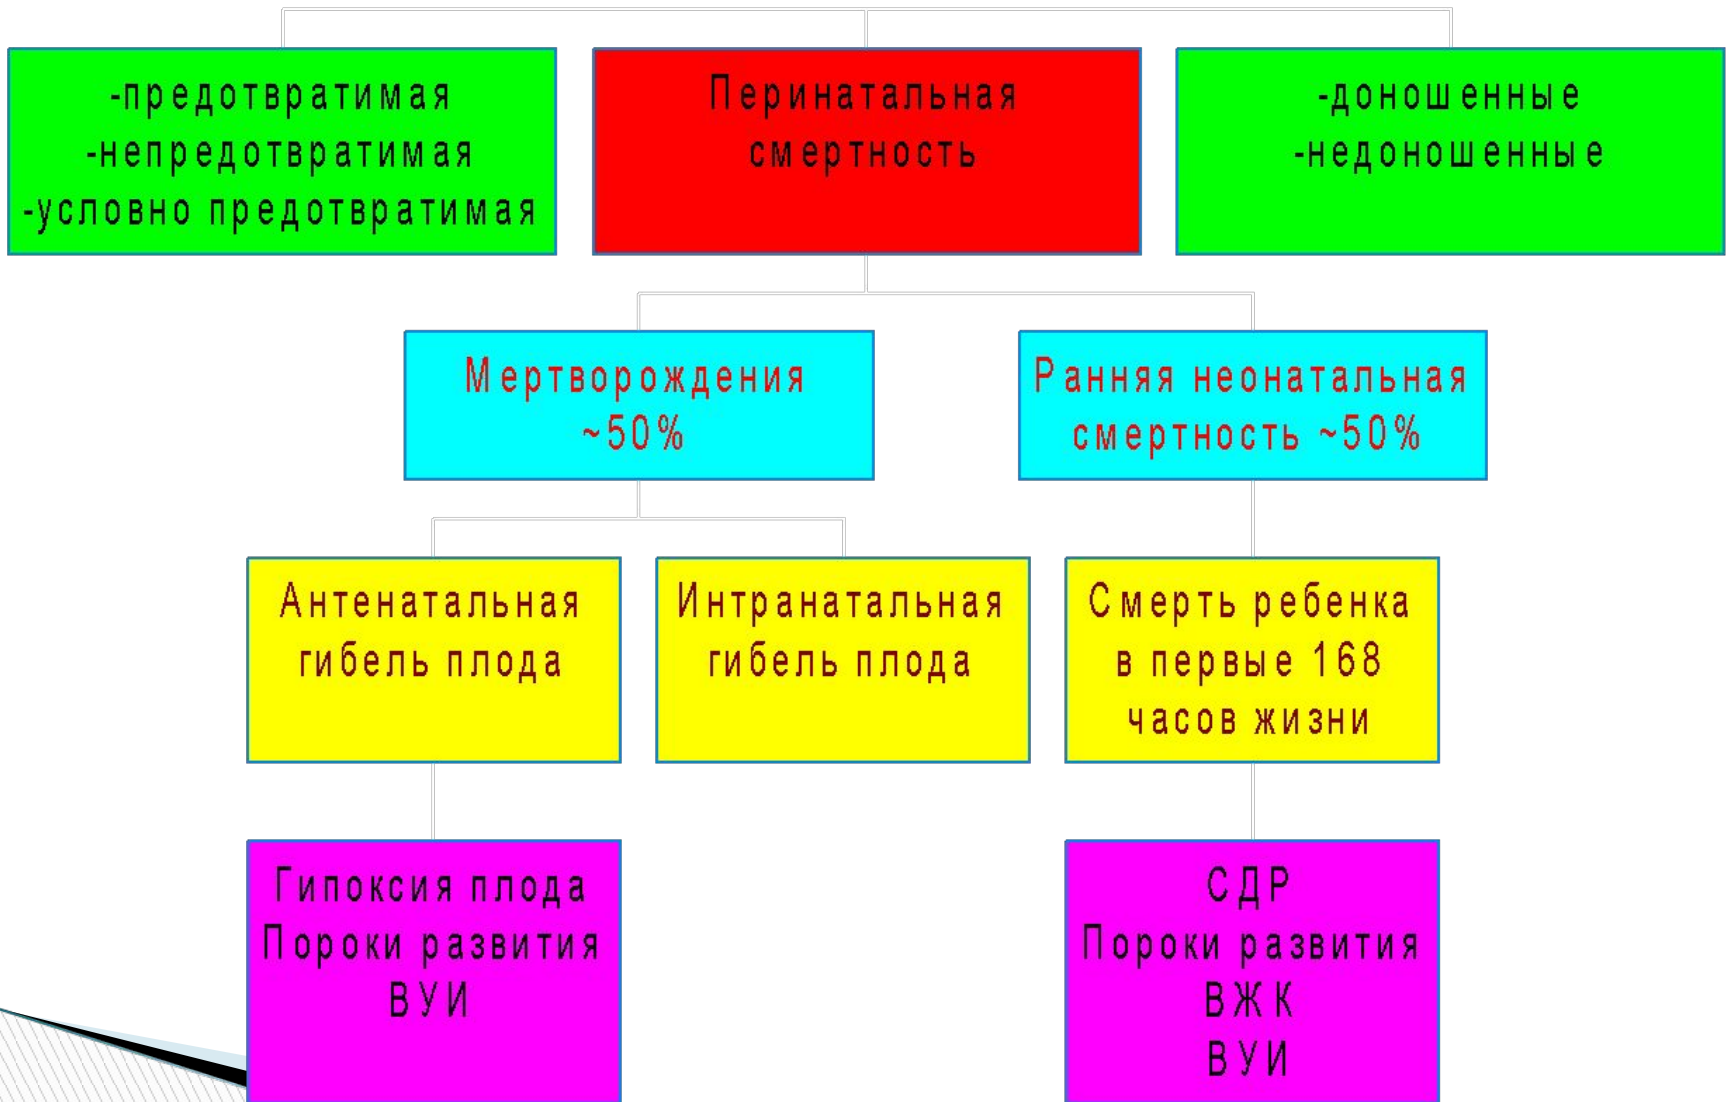 -предотвратимая
-непредотвратимая
-условно предотвратимая
Перинатальная
смертность
-доношенные
-недоношенные
Мертворождения
~50%
Ранняя неонатальная
смертность ~50%
Антенатальная
гибель плода
Интранатальная
гибель плода
Смерть ребенка
в первые 168
часов жизни
Гипоксия плода
Пороки развития
ВУИ
СДР
Пороки развития
ВЖК
ВУИ